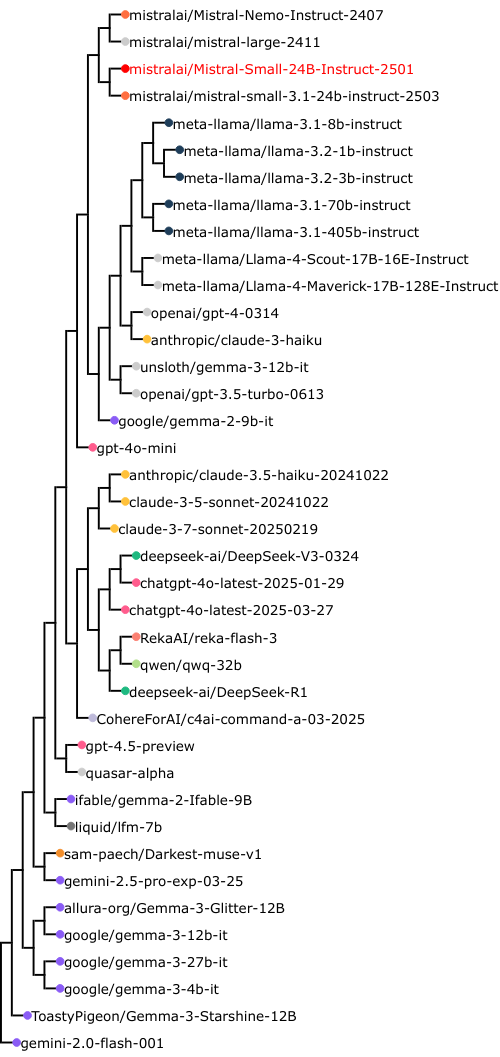 mistralai/Mistral-Nemo-Instruct-2407
mistralai/mistral-large-2411
mistralai/Mistral-Small-24B-Instruct-2501
mistralai/mistral-small-3.1-24b-instruct-2503
meta-llama/llama-3.1-8b-instruct
meta-llama/llama-3.2-1b-instruct
meta-llama/llama-3.2-3b-instruct
meta-llama/llama-3.1-70b-instruct
meta-llama/llama-3.1-405b-instruct
meta-llama/Llama-4-Scout-17B-16E-Instruct
meta-llama/Llama-4-Maverick-17B-128E-Instruct
openai/gpt-4-0314
anthropic/claude-3-haiku
unsloth/gemma-3-12b-it
openai/gpt-3.5-turbo-0613
google/gemma-2-9b-it
gpt-4o-mini
anthropic/claude-3.5-haiku-20241022
claude-3-5-sonnet-20241022
claude-3-7-sonnet-20250219
deepseek-ai/DeepSeek-V3-0324
chatgpt-4o-latest-2025-01-29
chatgpt-4o-latest-2025-03-27
RekaAI/reka-flash-3
qwen/qwq-32b
deepseek-ai/DeepSeek-R1
CohereForAI/c4ai-command-a-03-2025
gpt-4.5-preview
quasar-alpha
ifable/gemma-2-Ifable-9B
liquid/lfm-7b
sam-paech/Darkest-muse-v1
gemini-2.5-pro-exp-03-25
allura-org/Gemma-3-Glitter-12B
google/gemma-3-12b-it
google/gemma-3-27b-it
google/gemma-3-4b-it
ToastyPigeon/Gemma-3-Starshine-12B
gemini-2.0-flash-001